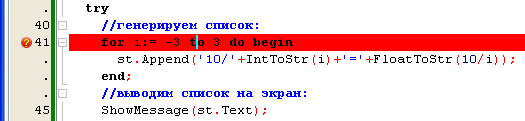 try
40 //генерируем список:
41 for i:= -3 to 3 do begin
st.Append('10/'+IntToStr(i)+'='+FloatToStr(10/i));
end;
//выводим список на экран:
45 ShowMessage(st.Text);